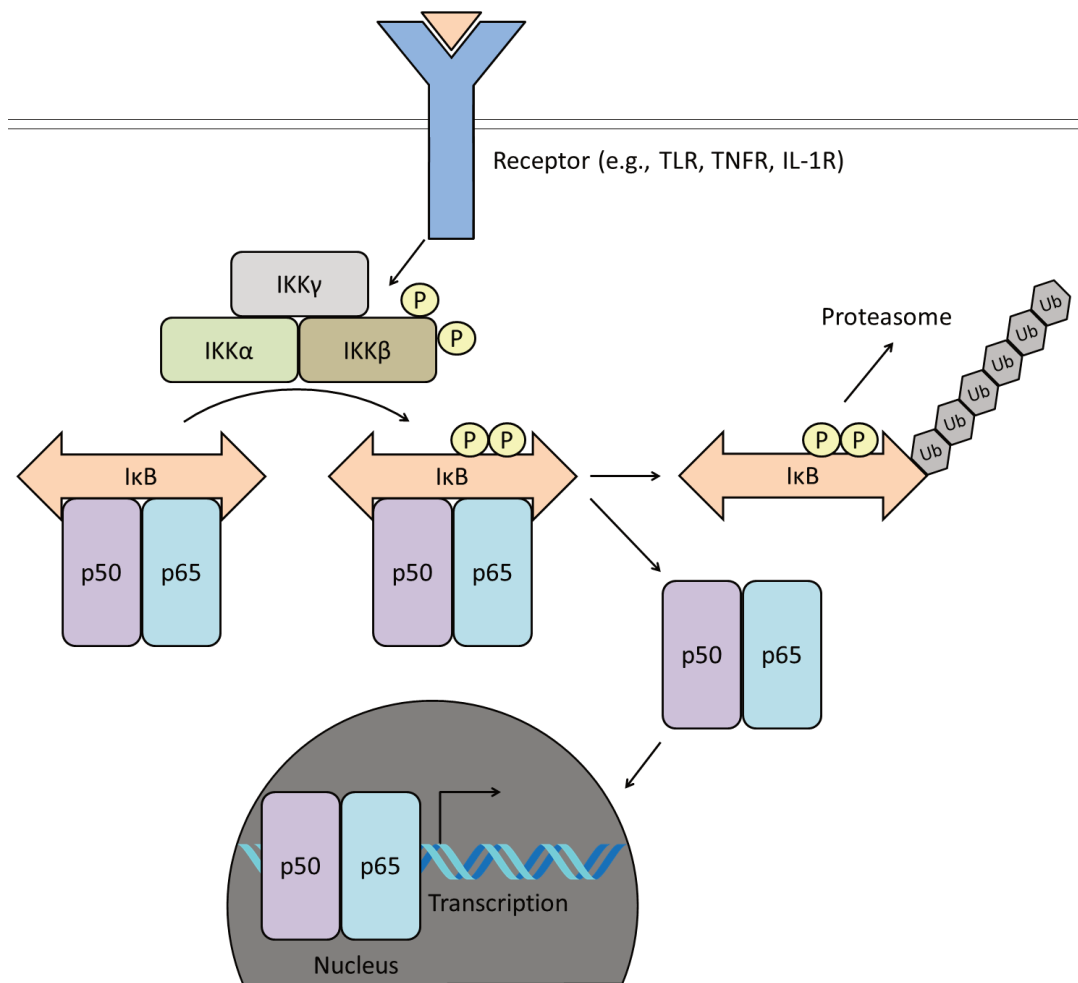 Receptor (e.g., TLR, TNFR, IL-1R)
IKKγ
P
IKKα
IKKβ
P
Proteasome
Ub
Ub
Ub
Ub
Ub
Ub
IκB
P P
IκB
P P
IκB
p50 p65
p50 p65
p50 p65
p50 p65
Transcription
Nucleus